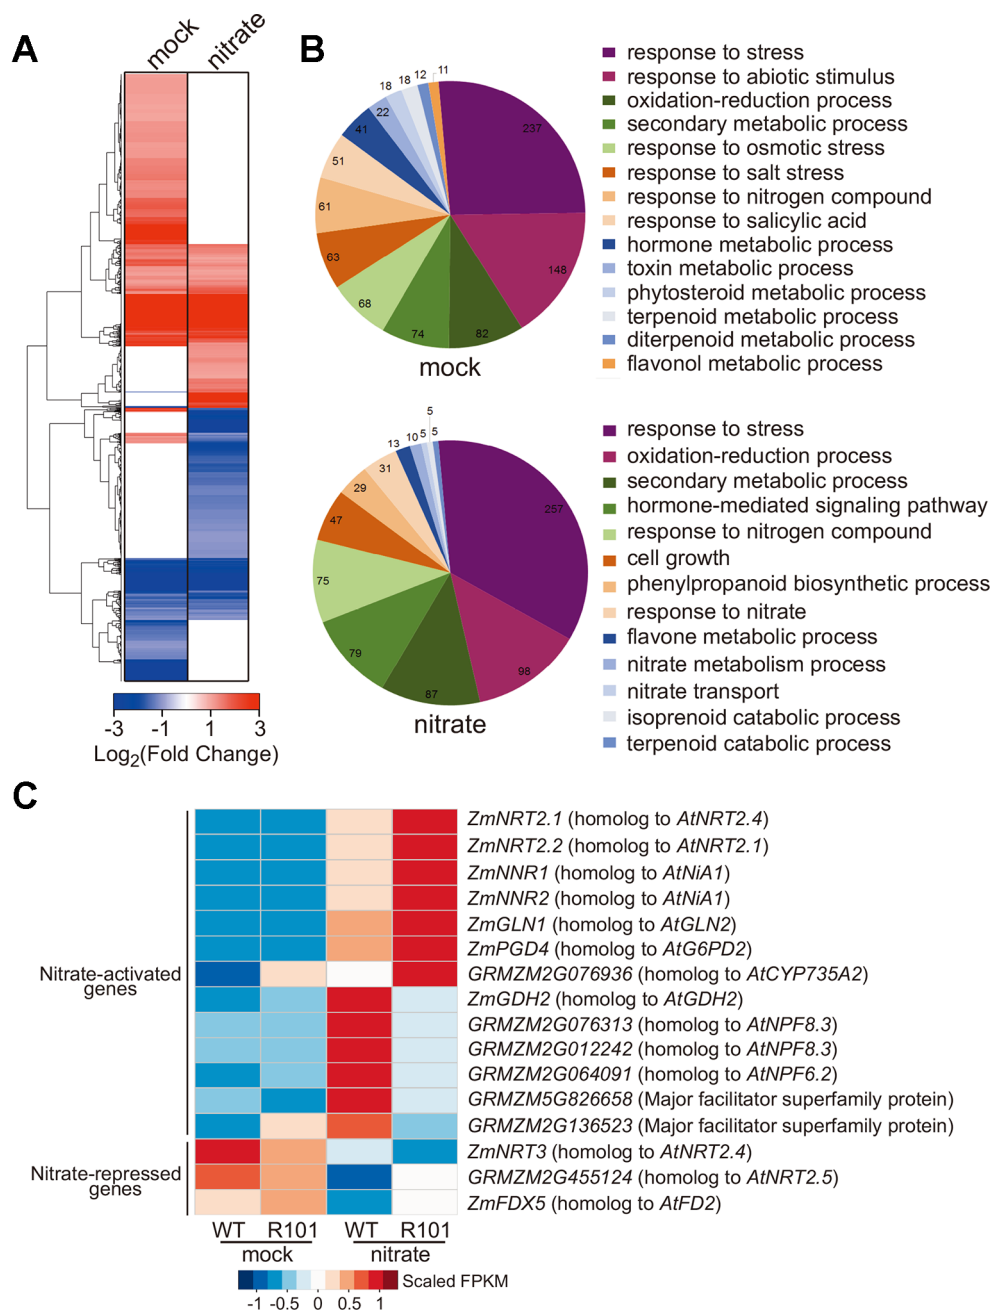 A
mock
nitrate
-3 -1 1 3
Log2(Fold Change)
B
237
148
82
74
68
63
61
51
41
22
18
18
12
11
mock
response to stress
response to abiotic stimulus
oxidation-reduction process
secondary metabolic process
response to osmotic stress
response to salt stress
response to nitrogen compound
response to salicylic acid
hormone metabolic process
toxin metabolic process
phytosteroid metabolic process
terpenoid metabolic process
diterpenoid metabolic process
flavonol metabolic process
257
98
87
79
75
47
29
31
13
10
5
5
5
nitrate
response to stress
oxidation-reduction process
secondary metabolic process
hormone-mediated signaling pathway
response to nitrogen compound
cell growth
phenylpropanoid biosynthetic process
response to nitrate
flavone metabolic process
nitrate metabolism process
nitrate transport
isoprenoid catabolic process
terpenoid catabolic process
C
Nitrate-activated
genes
Nitrate-repressed
genes
ZmNRT2.1 (homolog to AtNRT2.4)
ZmNRT2.2 (homolog to AtNRT2.1)
ZmNNR1 (homolog to AtNiA1)
ZmNNR2 (homolog to AtNiA1)
ZmGLN1 (homolog to AtGLN2)
ZmPGD4 (homolog to AtG6PD2)
GRMZM2G076936 (homolog to AtCYP735A2)
ZmGDH2 (homolog to AtGDH2)
GRMZM2G076313 (homolog to AtNPF8.3)
GRMZM2G012242 (homolog to AtNPF8.3)
GRMZM2G064091 (homolog to AtNPF6.2)
GRMZM5G826658 (Major facilitator superfamily protein)
GRMZM2G136523 (Major facilitator superfamily protein)
ZmNRT3 (homolog to AtNRT2.4)
GRMZM2G455124 (homolog to AtNRT2.5)
ZmFDX5 (homolog to AtFD2)
WT R101 WT R101
mock nitrate
Scaled FPKM
-1 -0.5 0 0.5 1